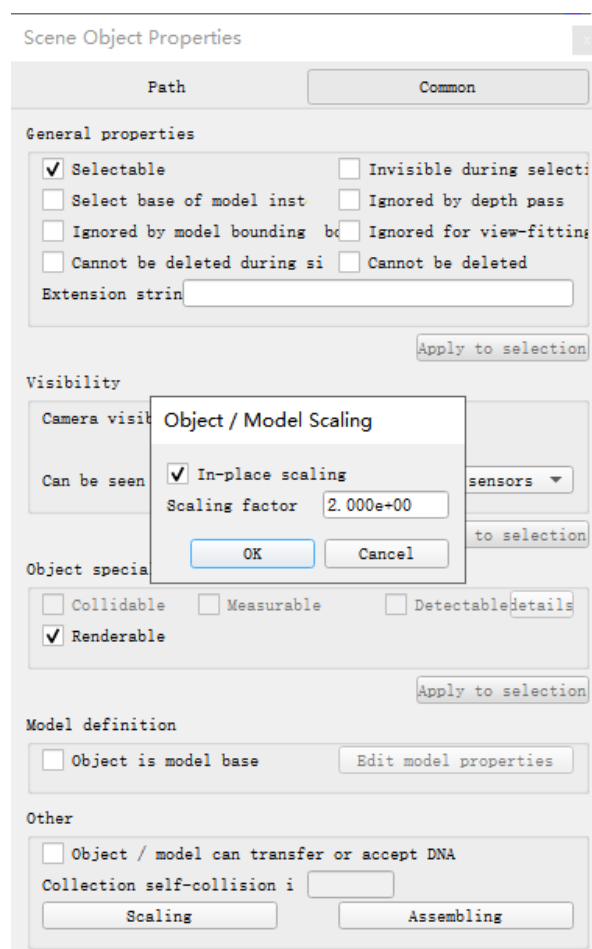 Scene Object Properties
x
Path Common
General properties
Selectable Invisible during selecti
Select base of model inst Ignored by depth pass
Ignored by model bounding bo Ignored for view-fitting
Cannot be deleted during si Cannot be deleted
Extension strin
Apply to selection
Visibility
Camera visib
Object / Model Scaling
In-place scaling
Can be seen sensors
Scaling factor 2.000e+00
to selection
OK Cancel
Object specia
Collidable Measurable Detectable details
Renderable
Apply to selection
Model definition
Object is model base Edit model properties
Other
Object / model can transfer or accept DNA
Collection self-collision i
Scaling Assembling